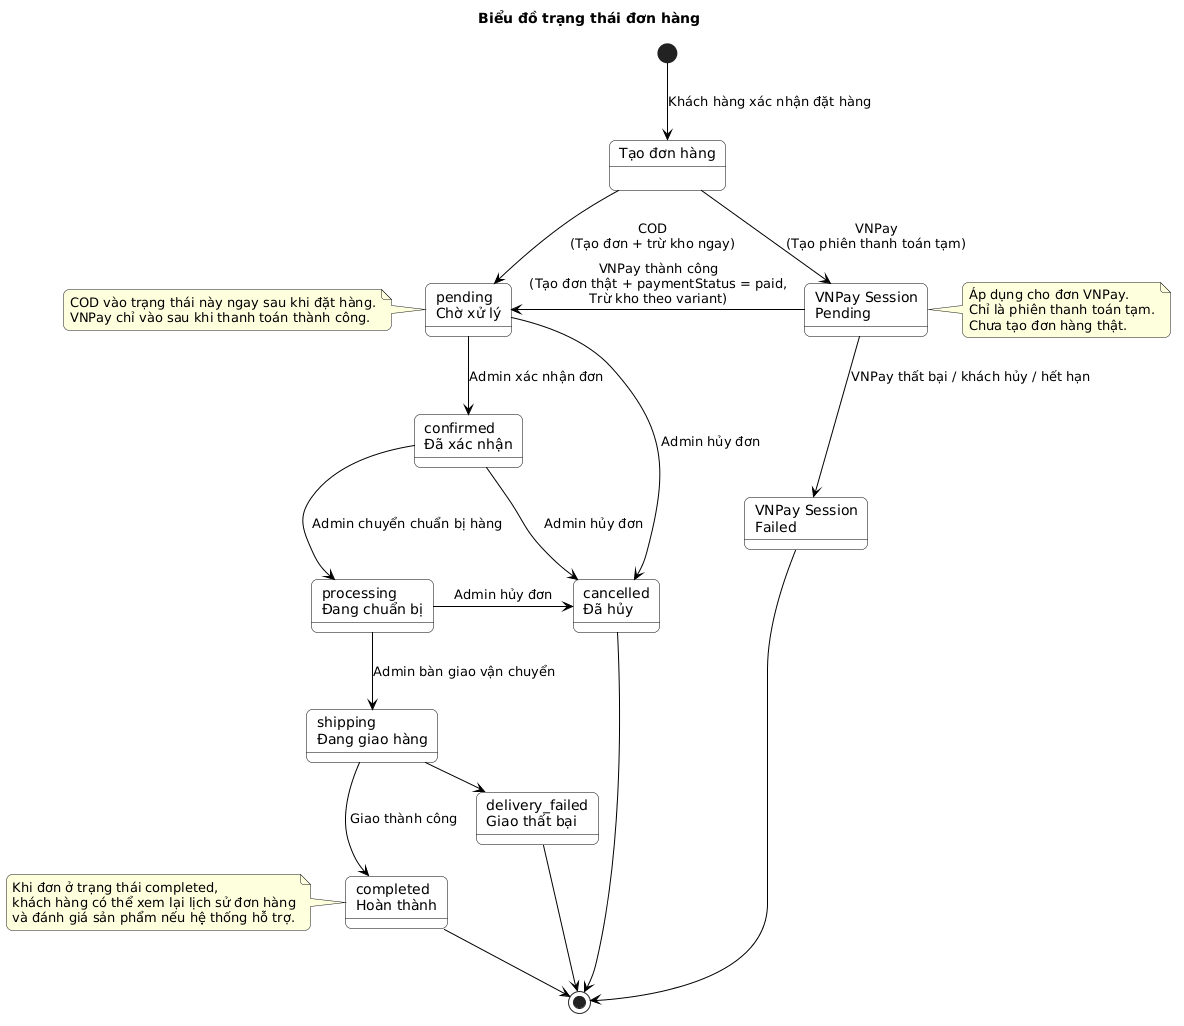 Biểu đồ trạng thái đơn hàng
Khách hàng xác nhận đặt hàng
Tạo đơn hàng
COD
(Tạo đơn + trừ kho ngay)
VNPay
(Tạo phiên thanh toán tạm)
VNPay thành công
(Tạo đơn thật + paymentStatus = paid,
Trừ kho theo variant)
COD vào trạng thái này ngay sau khi đặt hàng.
VNPay chỉ vào sau khi thanh toán thành công.
pending
Chờ xử lý
VNPay Session
Pending
Áp dụng cho đơn VNPay.
Chỉ là phiên thanh toán tạm.
Chưa tạo đơn hàng thật.
Admin xác nhận đơn
VNPay thất bại / khách hủy / hết hạn
confirmed
Đã xác nhận
Admin hủy đơn
Admin chuyển chuẩn bị hàng
Admin hủy đơn
VNPay Session
Failed
processing
Đang chuẩn bị
Admin hủy đơn
cancelled
Đã hủy
Admin bàn giao vận chuyển
shipping
Đang giao hàng
delivery_failed
Giao thất bại
Giao thành công
Khi đơn ở trạng thái completed,
khách hàng có thể xem lại lịch sử đơn hàng
và đánh giá sản phẩm nếu hệ thống hỗ trợ.
completed
Hoàn thành